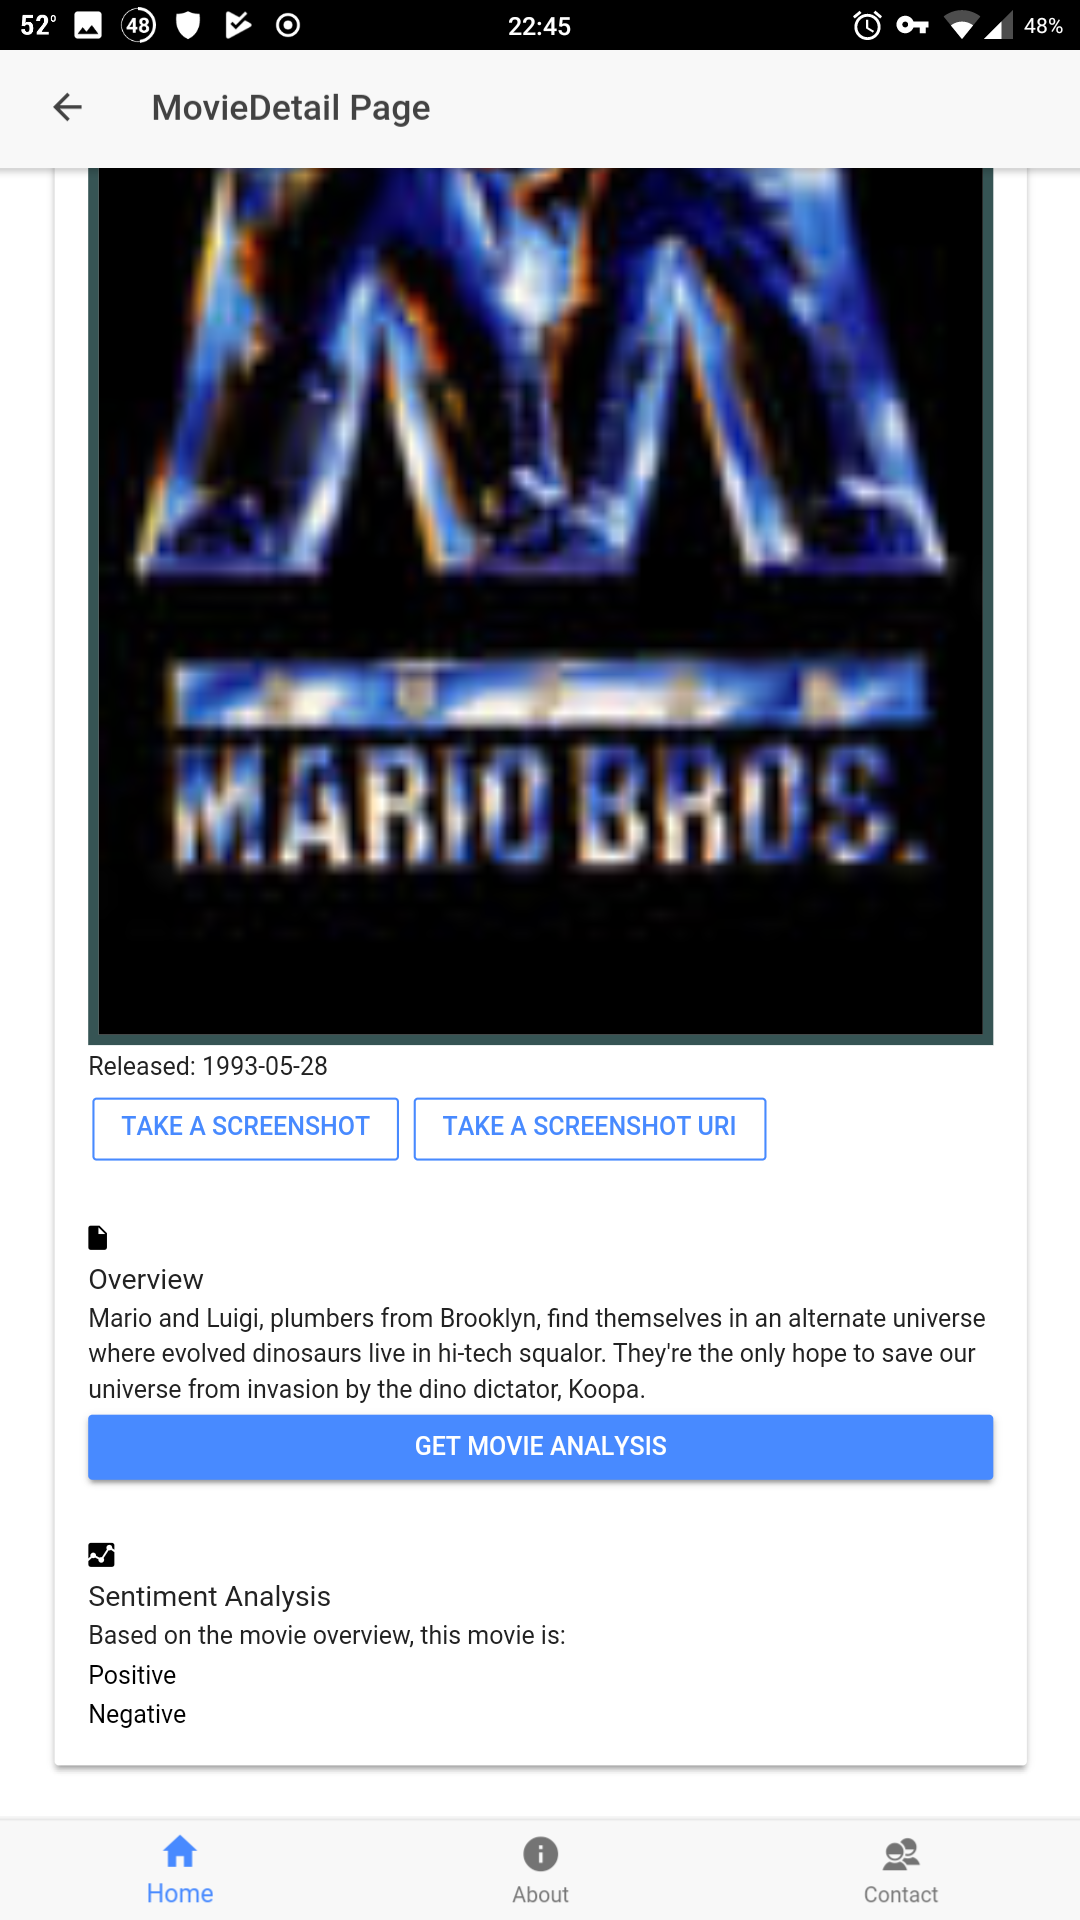 52°
48
22:45
48%
MovieDetail Page
MARIO BROS.
Released: 1993-05-28
TAKE A SCREENSHOT
TAKE A SCREENSHOT URI
Overview
Mario and Luigi, plumbers from Brooklyn, find themselves in an alternate universe
where evolved dinosaurs live in hi-tech squalor. They're the only hope to save our
universe from invasion by the dino dictator, Koopa.
GET MOVIE ANALYSIS
Sentiment Analysis
Based on the movie overview, this movie is:
Positive
Negative
Home
About
Contact